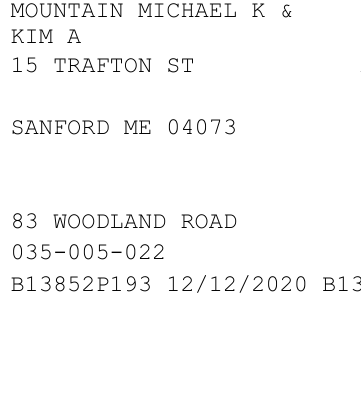 MOUNTAIN MICHAEL K &
KIM A
15 TRAFTON ST
SANFORD ME 04073
83 WOODLAND ROAD
035-005-022
B13852P193 12/12/2020 B13